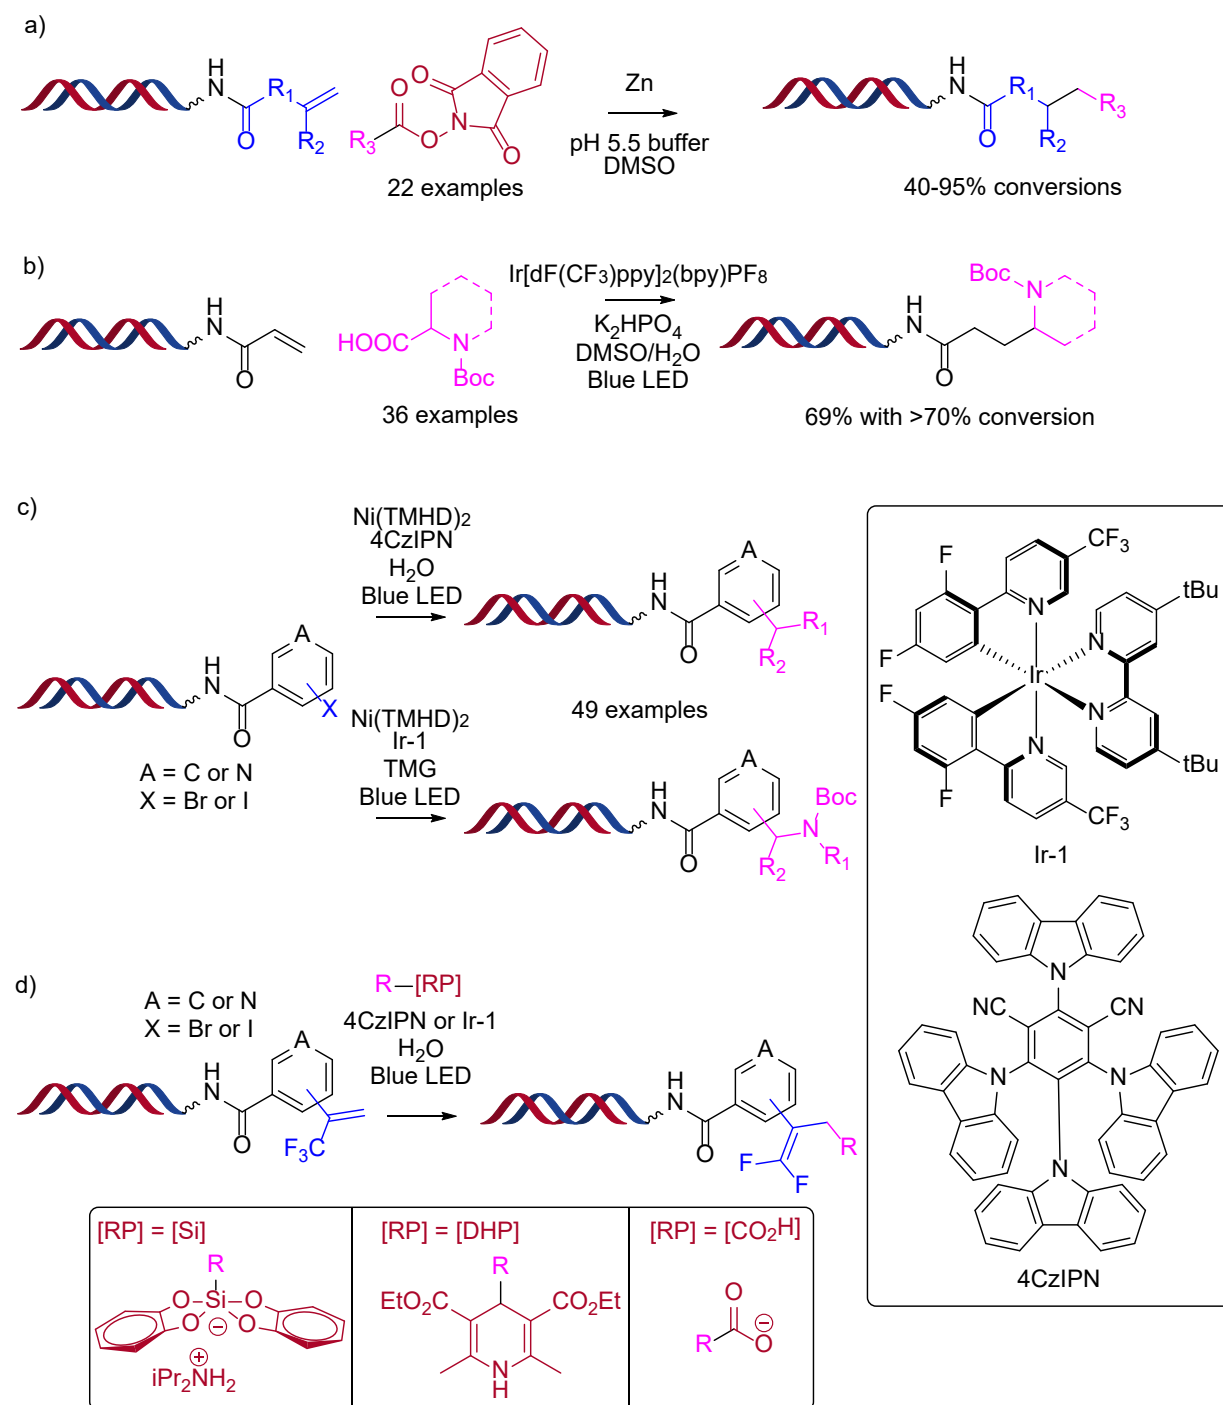 a)
H
N
O
R1
R2
R3
O
O
N
O
O
22 examples
Zn
pH 5.5 buffer
DMSO
H
N
O
R1
R2
R3
40-95% conversions
b)
H
N
O
HOOC
N
Boc
36 examples
Ir[dF(CF3)ppy]2(bpy)PF8
K2HPO4
DMSO/H2O
Blue LED
Boc
N
H
N
O
69% with >70% conversion
c)
H
N
O
A
X
A = C or N
X = Br or I
Ni(TMHD)2
4CzIPN
H2O
Blue LED
H
N
O
A
R1
R2
49 examples
Ni(TMHD)2
Ir-1
TMG
Blue LED
H
N
O
A
Boc
N
R1
R2
F
F
CF3
N
tBu
N
Ir
F
F
N
N
tBu
CF3
Ir-1
N
CN
CN
N
N
N
4CzIPN
d)
A = C or N
X = Br or I
H
N
O
A
F3C
R—[RP]
4CzIPN or Ir-1
H2O
Blue LED
H
N
O
A
R
F
F
[RP] = [Si]
R
O
Si
O
O
O
⊖
⊕
iPr2NH2
[RP] = [DHP]
R
EtO2C
CO2Et
N
H
[RP] = [CO2H]
O
R
O
⊖